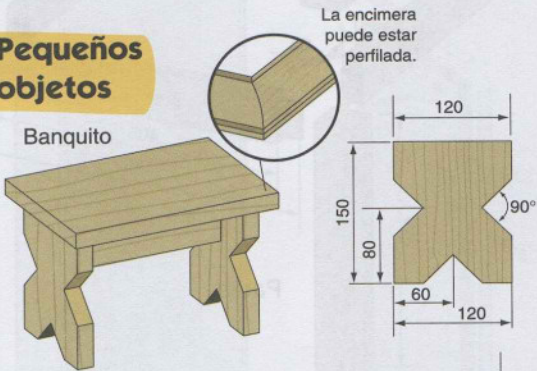 Pequeños
objetos
Banquito
La encimera
puede estar
perfilada.
120
150
80
90°
60
120